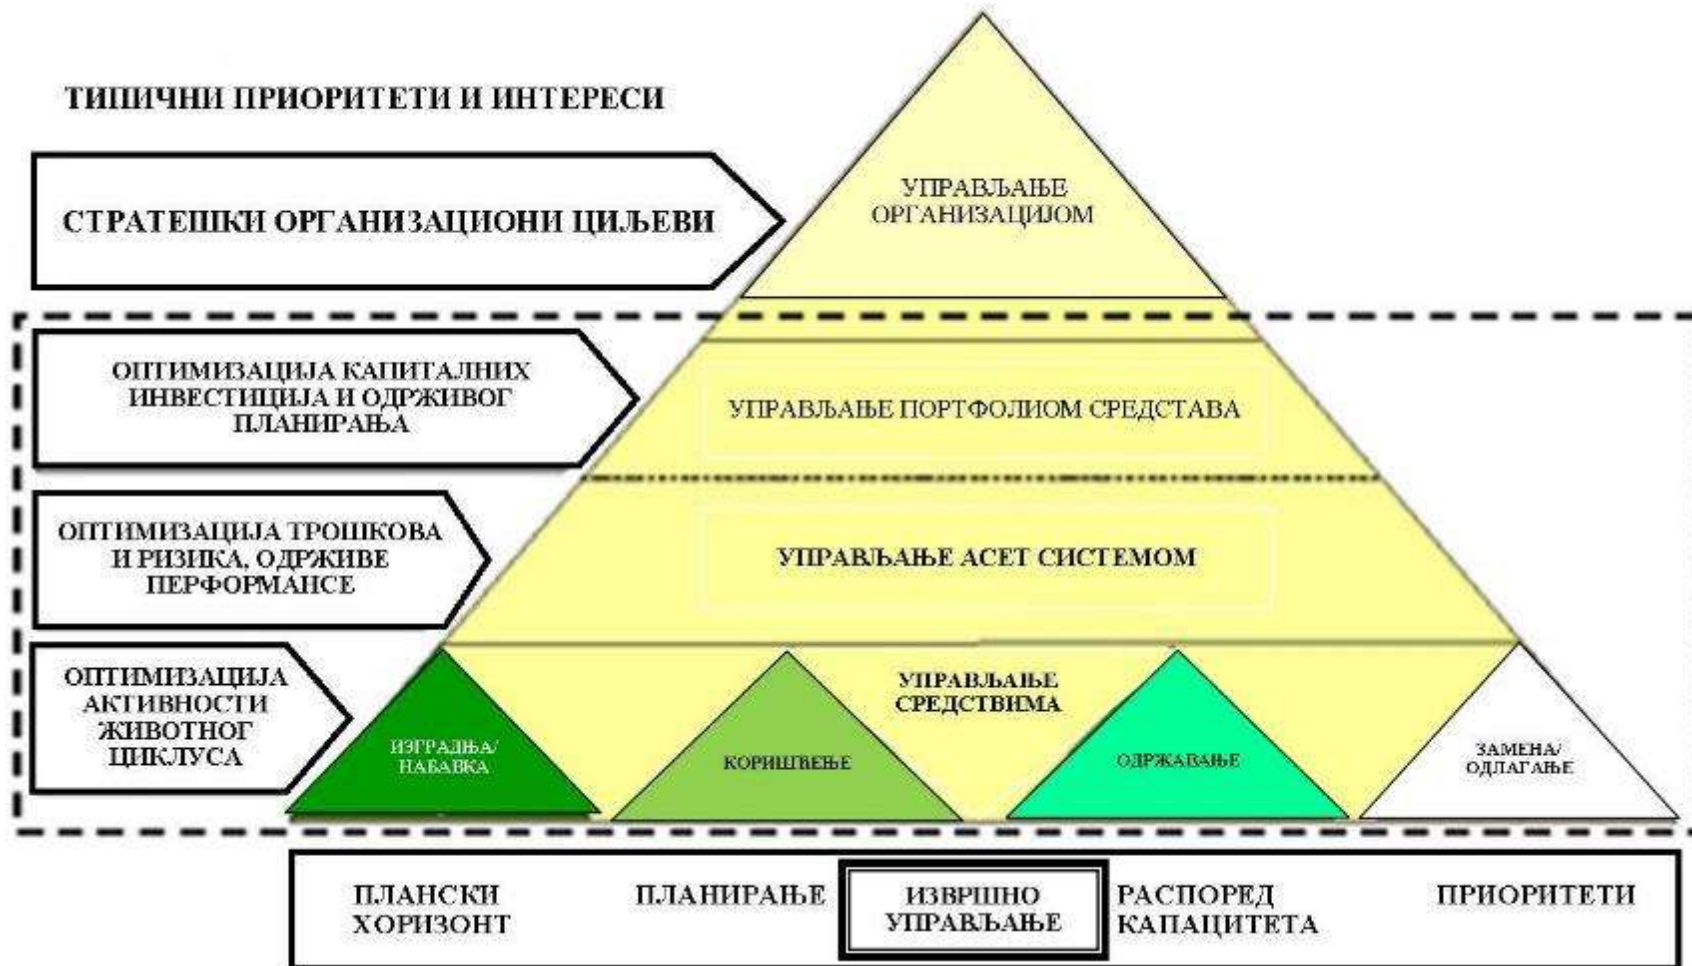 ТИПИЧНИ ПРИОРИТЕТИ И ИНТЕРЕСИ
СТРАТЕШКИ ОРГАНИЗАЦИОНИ ЦИЉЕВИ
УПРАВЉАЊЕ
ОРГАНИЗАЦИЈОМ
ОПТИМИЗАЦИЈА КАПИТАЛНИХ
ИНВЕСТИЦИЈА И ОДРЖИВОГ
ПЛАНИРАЊА
УПРАВЉАЊЕ ПОРТФОЛИОМ СРЕДСТАВА
ОПТИМИЗАЦИЈА ТРОШКОВА
И РИЗИКА, ОДРЖИВЕ
ПЕРФОРМАНСЕ
УПРАВЉАЊЕ АСЕТ СИСТЕМОМ
ОПТИМИЗАЦИЈА
АКТИВНОСТИ
ЖИВОТНОГ
ЦИКЛУСА
УПРАВЉАЊЕ
СРЕДСТВИМА
ИЗГРАДЊА/
НАБАВКА
КОРИШЋЕЊЕ
ОДРЖАВАЊЕ
ЗАМЕНА/
ОДЛАГАЊЕ
ПЛАНСКИ
ХОРИЗОНТ
ПЛАНИРАЊЕ
ИЗВРШНО
УПРАВЉАЊЕ
РАСПОРЕД
КАПАЦИТЕТА
ПРИОРИТЕТИ